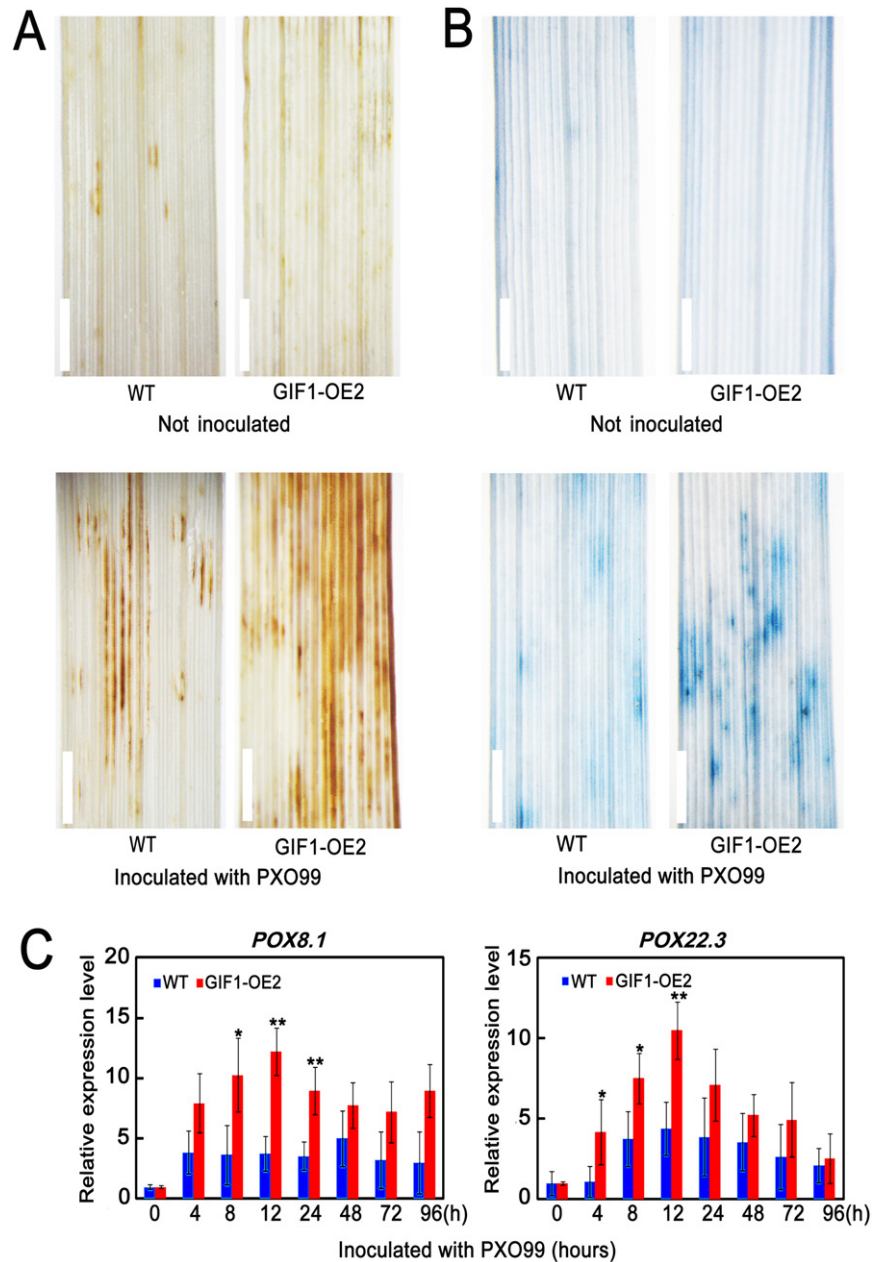 A
B
WT
GIF1-OE2
WT
GIF1-OE2
Not inoculated
Not inoculated
WT
GIF1-OE2
WT
GIF1-OE2
Inoculated with PXO99
Inoculated with PXO99
C
POX8.1
POX22.3
Relative expression level
20
15
10
5
0
WT
GIF1-OE2
*
**
**
0 4 8 12 24 48 72 96(h)
Relative expression level
15
10
5
0
WT
GIF1-OE2
*
*
**
0 4 8 12 24 48 72 96(h)
Inoculated with PXO99 (hours)